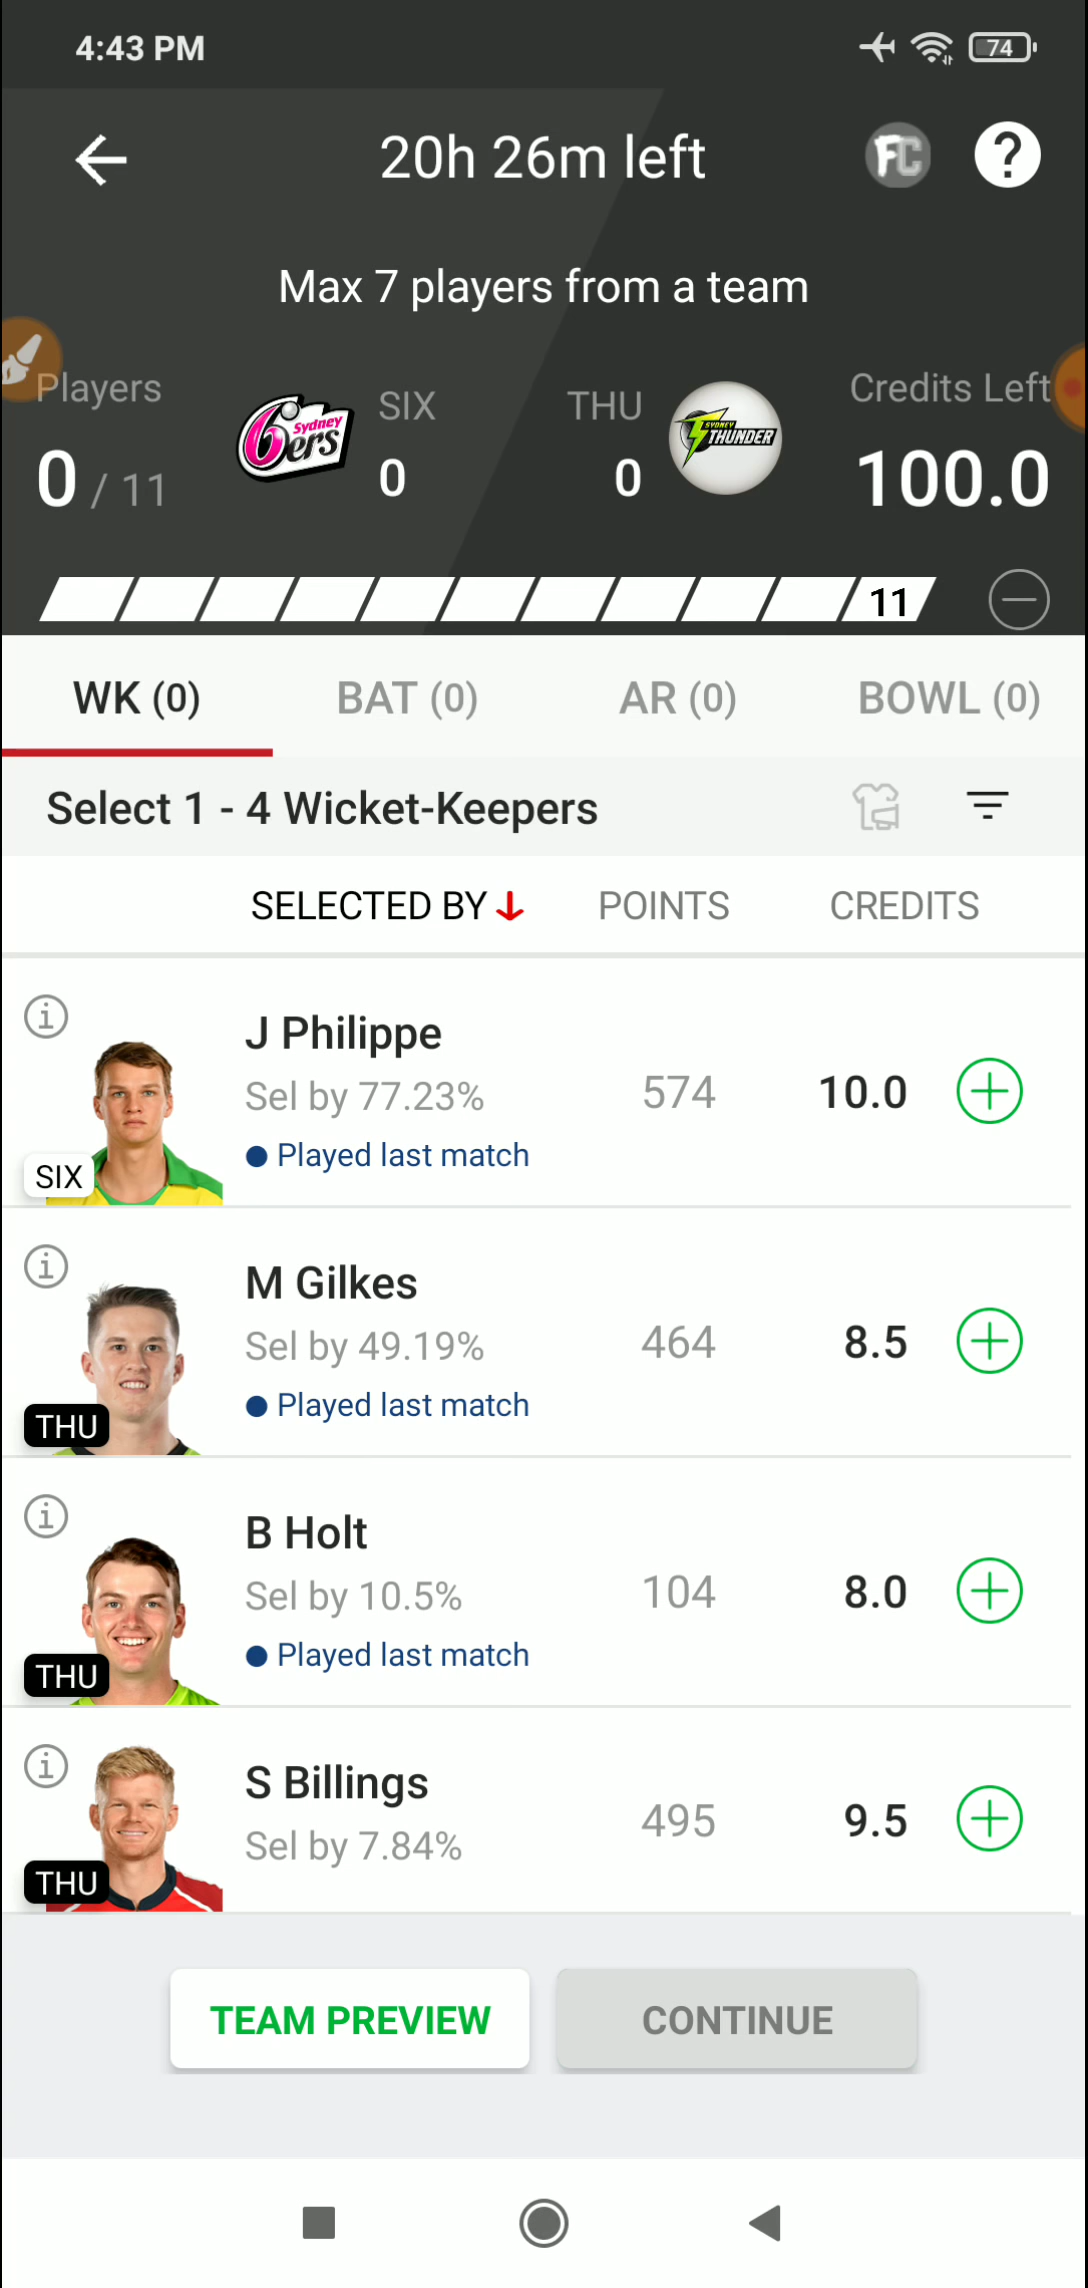 4:43 PM
74
20h 26m left
FC
?
Max 7 players from a team
Players
SIX
THU
Credits Left
Sydney
6ers
SYDNEY
THUNDER
0 / 11
0
0
100.0
11
WK (0)
BAT (0)
AR (0)
BOWL (0)
Select 1 - 4 Wicket-Keepers
SELECTED BY
POINTS
CREDITS
i
J Philippe
Sel by 77.23%
574
10.0
Played last match
SIX
i
M Gilkes
Sel by 49.19%
464
8.5
Played last match
THU
i
B Holt
Sel by 10.5%
104
8.0
Played last match
THU
i
S Billings
Sel by 7.84%
495
9.5
THU
TEAM PREVIEW
CONTINUE